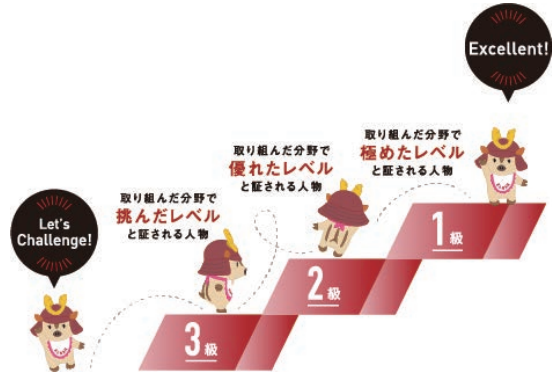 Excellent!
取り組んだ分野で
極めたレベル
と証される人物
取り組んだ分野で
優れたレベル
と証される人物
取り組んだ分野で
挑んだレベル
と証される人物
Let's
Challenge!
1級
2級
3級